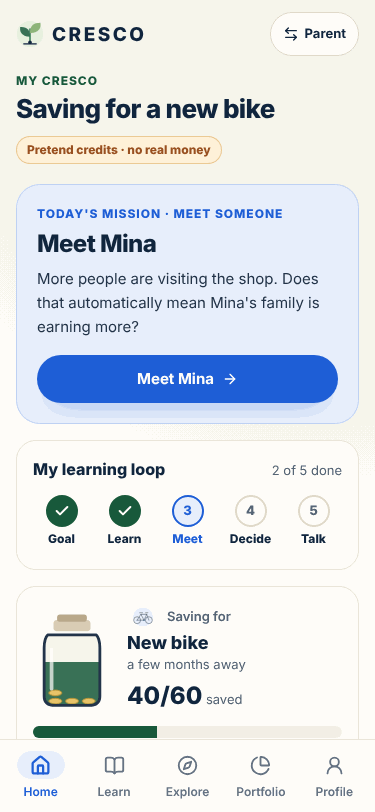 CRESCO
Parent
MY CRESCO
Saving for a new bike
Pretend credits · no real money
TODAY'S MISSION · MEET SOMEONE
Meet Mina
More people are visiting the shop. Does
that automatically mean Mina's family is
earning more?
Meet Mina
My learning loop
2 of 5 done
3
4
5
Goal
Learn
Meet
Decide
Talk
Saving for
New bike
a few months away
40/60 saved
Home
Learn
Explore
Portfolio
Profile